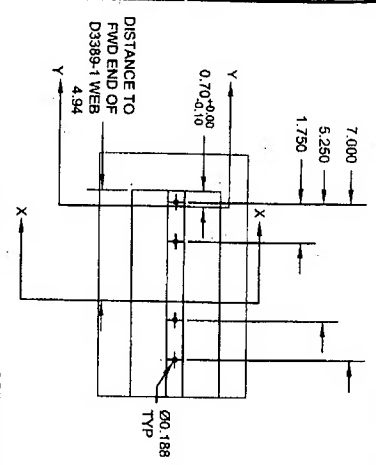 7.000
5.250
1.750
0.70+0.00
-0.10
Y
Y
DISTANCE TO
FWD END OF
D3389-1 WEB
4.94
X
X
Ø0.188
TYP